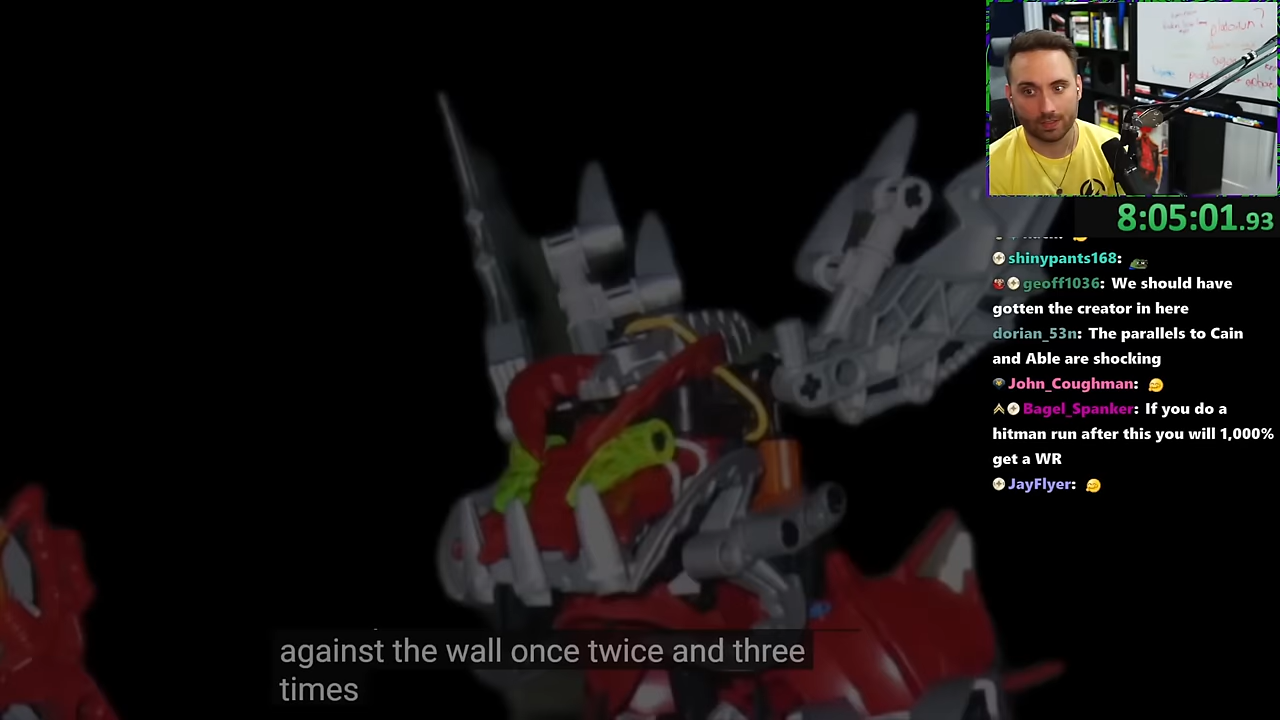 8:05:01.93
shinypants168:
geoff1036: We should have
gotten the creator in here
dorian_53n: The parallels to Cain
and Able are shocking
John_Coughman:
Bagel_Spanker: If you do a
hitman run after this you will 1,000%
get a WR
JayFlyer:
against the wall once twice and three
times